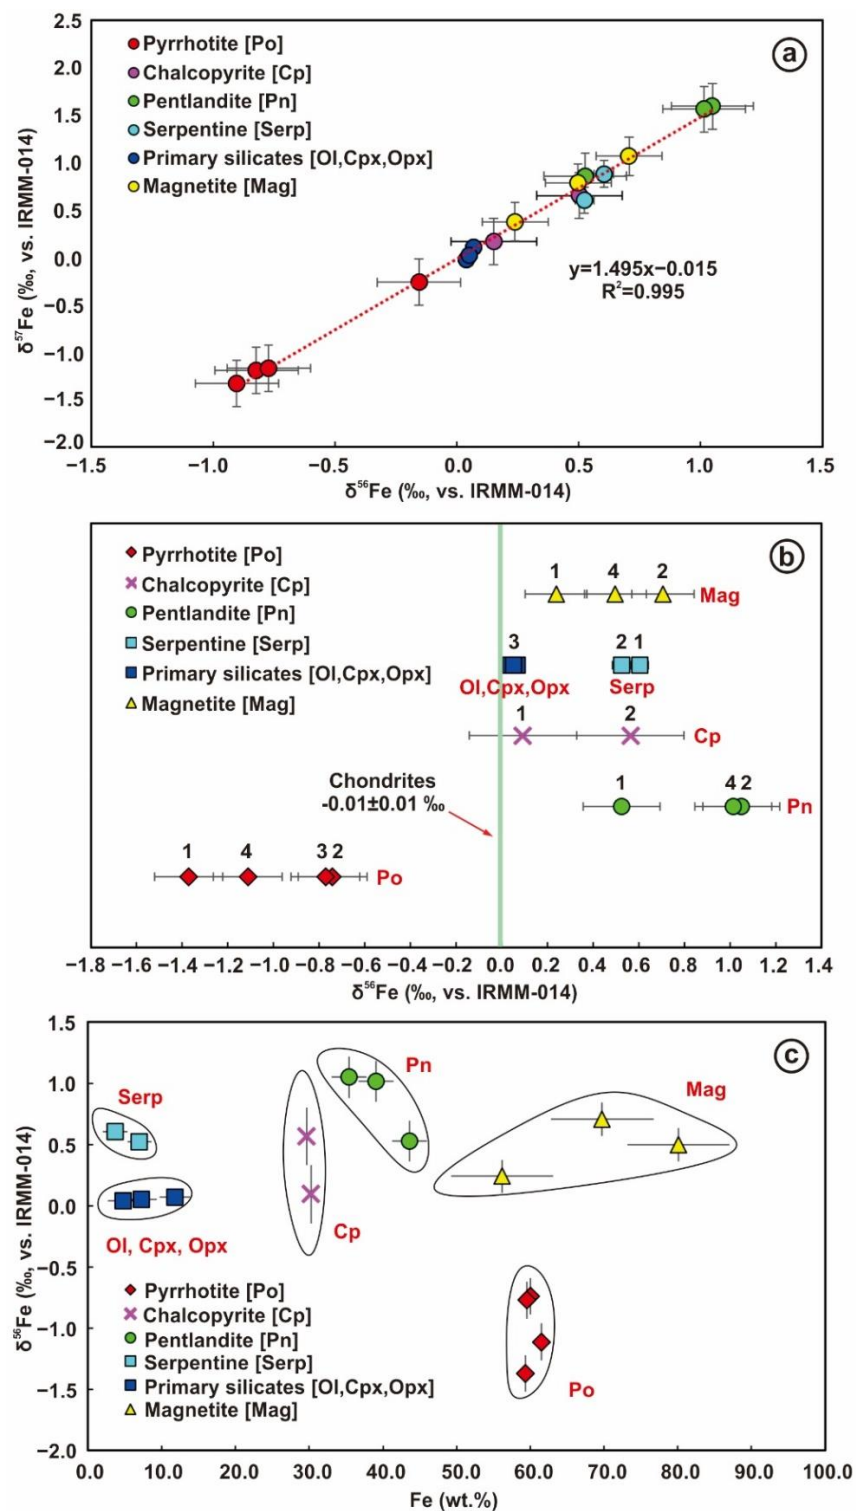 a
2.5
2.0
1.5
1.0
0.5
0.0
−0.5
−1.0
−1.5
−2.0
δ⁵⁷Fe (‰, vs. IRMM-014)
Pyrrhotite [Po]
Chalcopyrite [Cp]
Pentlandite [Pn]
Serpentine [Serp]
Primary silicates [Ol,Cpx,Opx]
Magnetite [Mag]
y=1.495x−0.015
R²=0.995
−1.5 −1.0 −0.5 0.0 0.5 1.0 1.5
δ⁵⁶Fe (‰, vs. IRMM-014)
b
Pyrrhotite [Po]
Chalcopyrite [Cp]
Pentlandite [Pn]
Serpentine [Serp]
Primary silicates [Ol,Cpx,Opx]
Magnetite [Mag]
1 4 2
Mag
3 2 1
Ol,Cpx,Opx Serp
1 2
Cp
Chondrites
-0.01±0.01 ‰
1 4 2
Pn
1 4 3 2
Po
−1.8 −1.6 −1.4 −1.2 −1.0 −0.8 −0.6 −0.4 −0.2 0.0 0.2 0.4 0.6 0.8 1.0 1.2 1.4
δ⁵⁶Fe (‰, vs. IRMM-014)
c
1.5
1.0
0.5
0.0
−0.5
−1.0
−1.5
−2.0
δ⁵⁶Fe (‰, vs. IRMM-014)
Serp
Pn
Mag
Ol, Cpx, Opx
Cp
Po
Pyrrhotite [Po]
Chalcopyrite [Cp]
Pentlandite [Pn]
Serpentine [Serp]
Primary silicates [Ol,Cpx,Opx]
Magnetite [Mag]
0.0 10.0 20.0 30.0 40.0 50.0 60.0 70.0 80.0 90.0 100.0
Fe (wt.%)